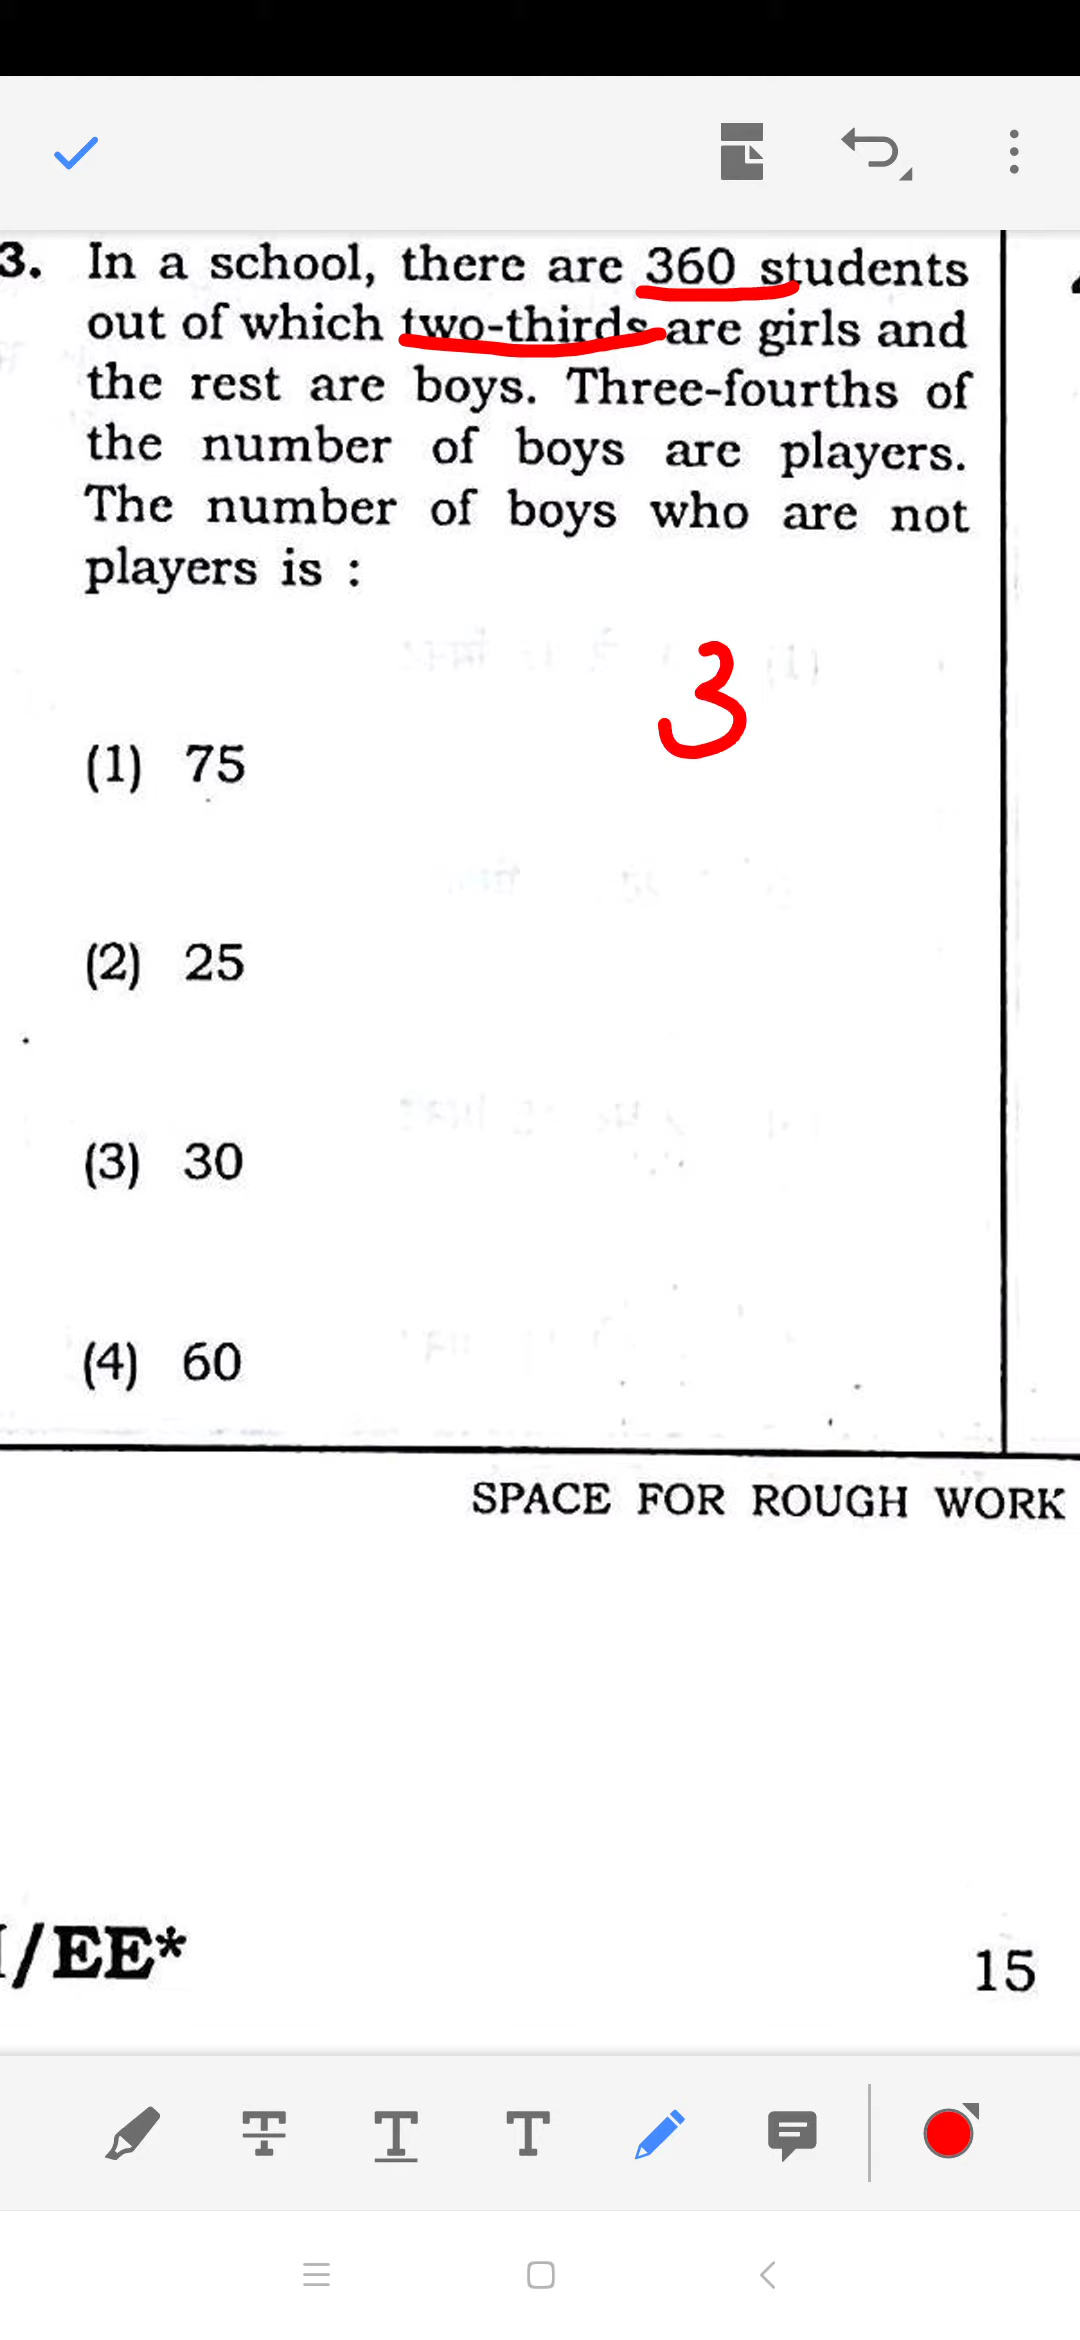 3. In a school, there are 360 students
out of which two-thirds are girls and
the rest are boys. Three-fourths of
the number of boys are players.
The number of boys who are not
players is :
3
(1) 75
(2) 25
(3) 30
(4) 60
SPACE FOR ROUGH WORK
/EE*
15
T T T